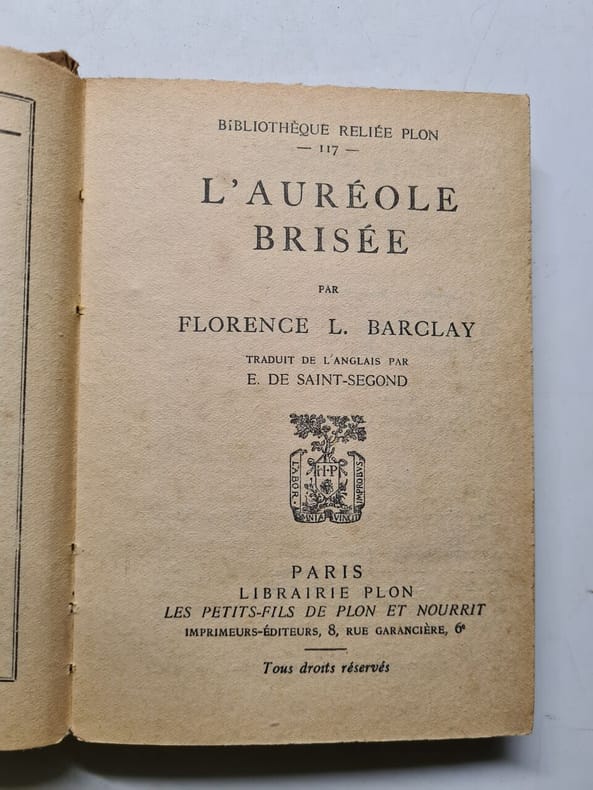 BIBLIOTHÈQUE RELIÉE PLON
— 117 —
L'AURÉOLE
BRISÉE
PAR
FLORENCE L. BARCLAY
TRADUIT DE L'ANGLAIS PAR
E. DE SAINT-SEGOND
H·P
LABOR · OMNIA VINCIT IMPROBVS
PARIS
LIBRAIRIE PLON
LES PETITS-FILS DE PLON ET NOURRIT
IMPRIMEURS-ÉDITEURS, 8, RUE GARANCIÈRE, 6e
Tous droits réservés